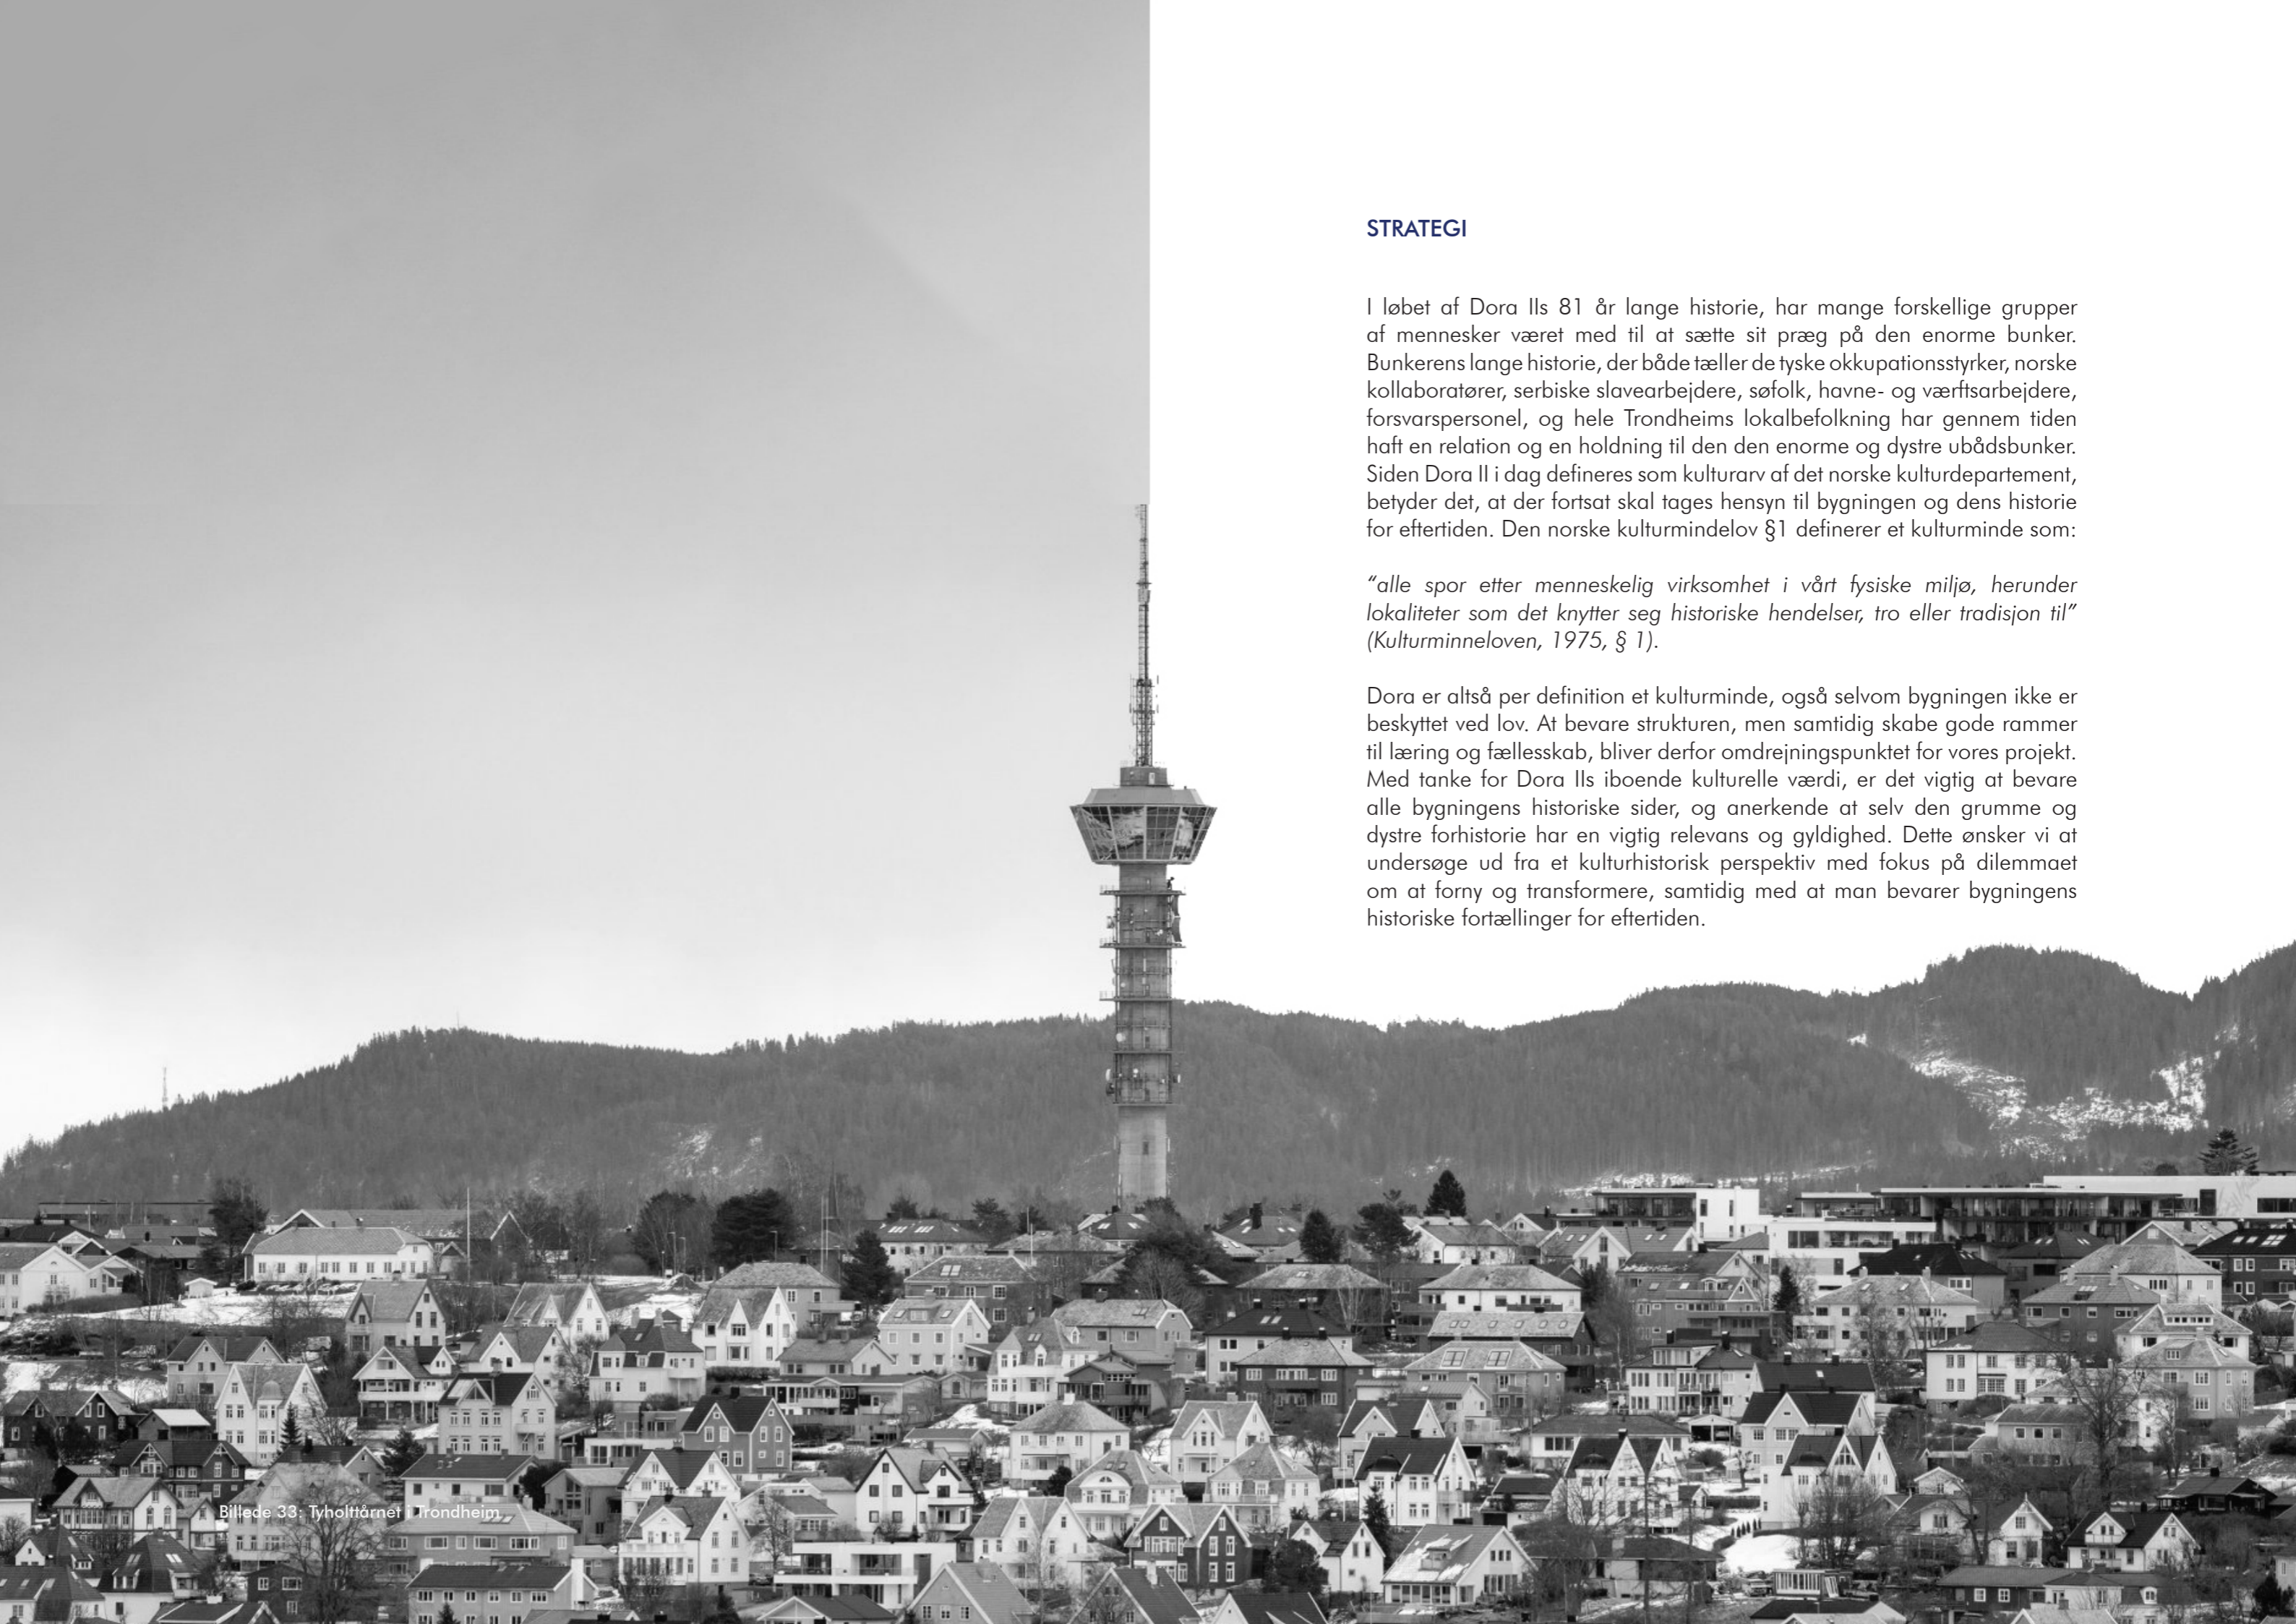 STRATEGI
I løbet af Dora IIs 81 år lange historie, har mange forskellige grupper
af mennesker været med til at sætte sit præg på den enorme bunker.
Bunkerens lange historie, der både tæller de tyske okkupationsstyrker, norske
kollaboratører, serbiske slavearbejdere, søfolk, havne- og værftsarbejdere,
forsvarspersonel, og hele Trondheims lokalbefolkning har gennem tiden
haft en relation og en holdning til den den enorme og dystre ubådsbunker.
Siden Dora II i dag defineres som kulturarv af det norske kulturdepartement,
betyder det, at der fortsat skal tages hensyn til bygningen og dens historie
for eftertiden. Den norske kulturmindelov §1 definerer et kulturminde som:
“alle spor etter menneskelig virksomhet i vårt fysiske miljø, herunder
lokaliteter som det knytter seg historiske hendelser, tro eller tradisjon til”
(Kulturminneloven, 1975, § 1).
Dora er altså per definition et kulturminde, også selvom bygningen ikke er
beskyttet ved lov. At bevare strukturen, men samtidig skabe gode rammer
til læring og fællesskab, bliver derfor omdrejningspunktet for vores projekt.
Med tanke for Dora IIs iboende kulturelle værdi, er det vigtig at bevare
alle bygningens historiske sider, og anerkende at selv den grumme og
dystre forhistorie har en vigtig relevans og gyldighed. Dette ønsker vi at
undersøge ud fra et kulturhistorisk perspektiv med fokus på dilemmaet
om at forny og transformere, samtidig med at man bevarer bygningens
historiske fortællinger for eftertiden.
Billede 33: Tyholttårnet i Trondheim